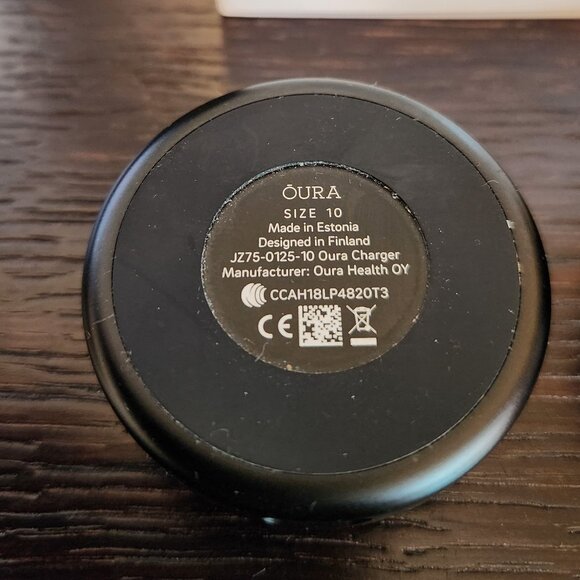 ŌURA
SIZE 10
Made in Estonia
Designed in Finland
JZ75-0125-10 Oura Charger
Manufacturer: Oura Health OY
CCAH18LP4820T3
CE